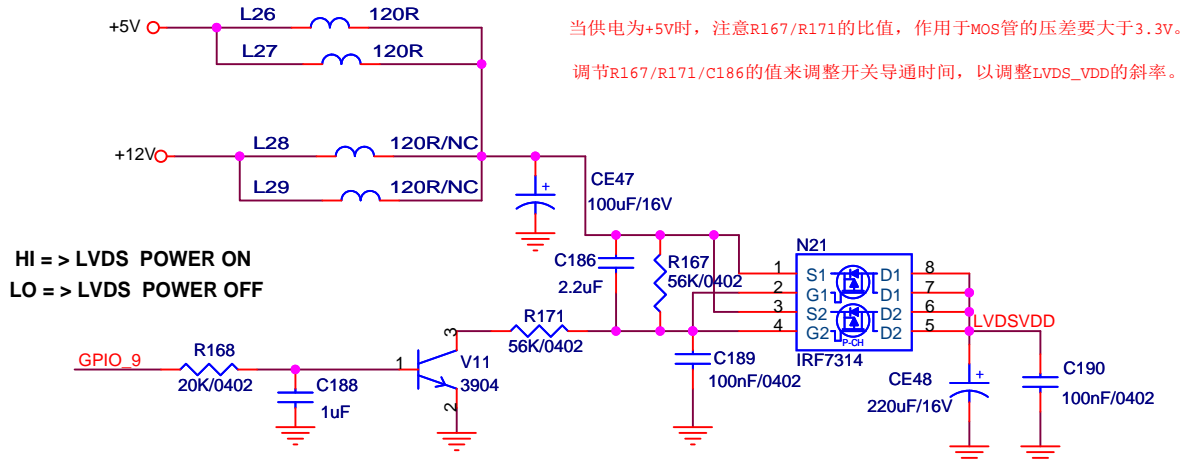 L26 120R
+5V
L27 120R
当供电为+5V时，注意R167/R171的比值，作用于MOS管的压差要大于3.3V。
调节R167/R171/C186的值来调整开关导通时间，以调整LVDS_VDD的斜率。
L28 120R/NC
+12V
L29 120R/NC
+
CE47
100uF/16V
HI = > LVDS POWER ON
LO = > LVDS POWER OFF
C186
2.2uF
R167
56K/0402
N21
1 S1 D1 8
2 G1 D1 7
3 S2 D2 6
4 G2 D2 5
P-CH
IRF7314
LVDSVDD
R171
56K/0402
C189
100nF/0402
GPIO_9
R168
20K/0402
C188
1uF
3
1
2
V11
3904
+
CE48
220uF/16V
C190
100nF/0402